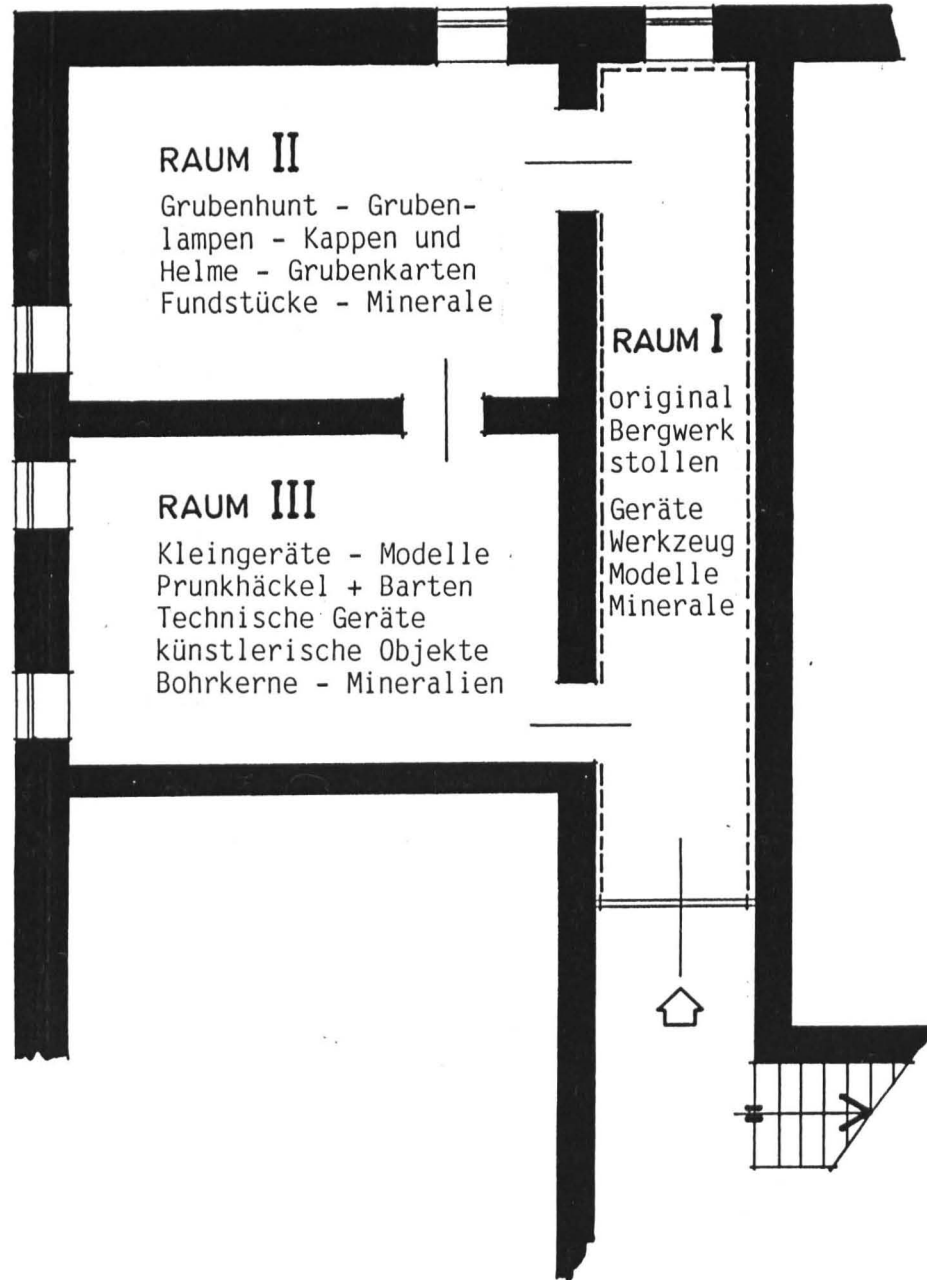 RAUM II
Grubenhunt - Gruben-
lampen - Kappen und
Helme - Grubenkarten
Fundstücke - Minerale
RAUM I
original
Bergwerk
stollen
Geräte
Werkzeug
Modelle
Minerale
RAUM III
Kleingeräte - Modelle
Prunkhäckel + Barten
Technische Geräte
künstlerische Objekte
Bohrkerne - Mineralien